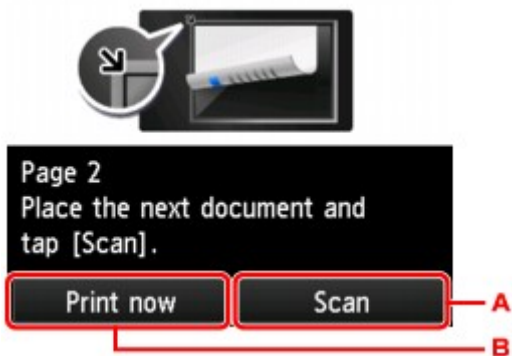 Page 2
Place the next document and
tap [Scan].
Print now
Scan
A
B